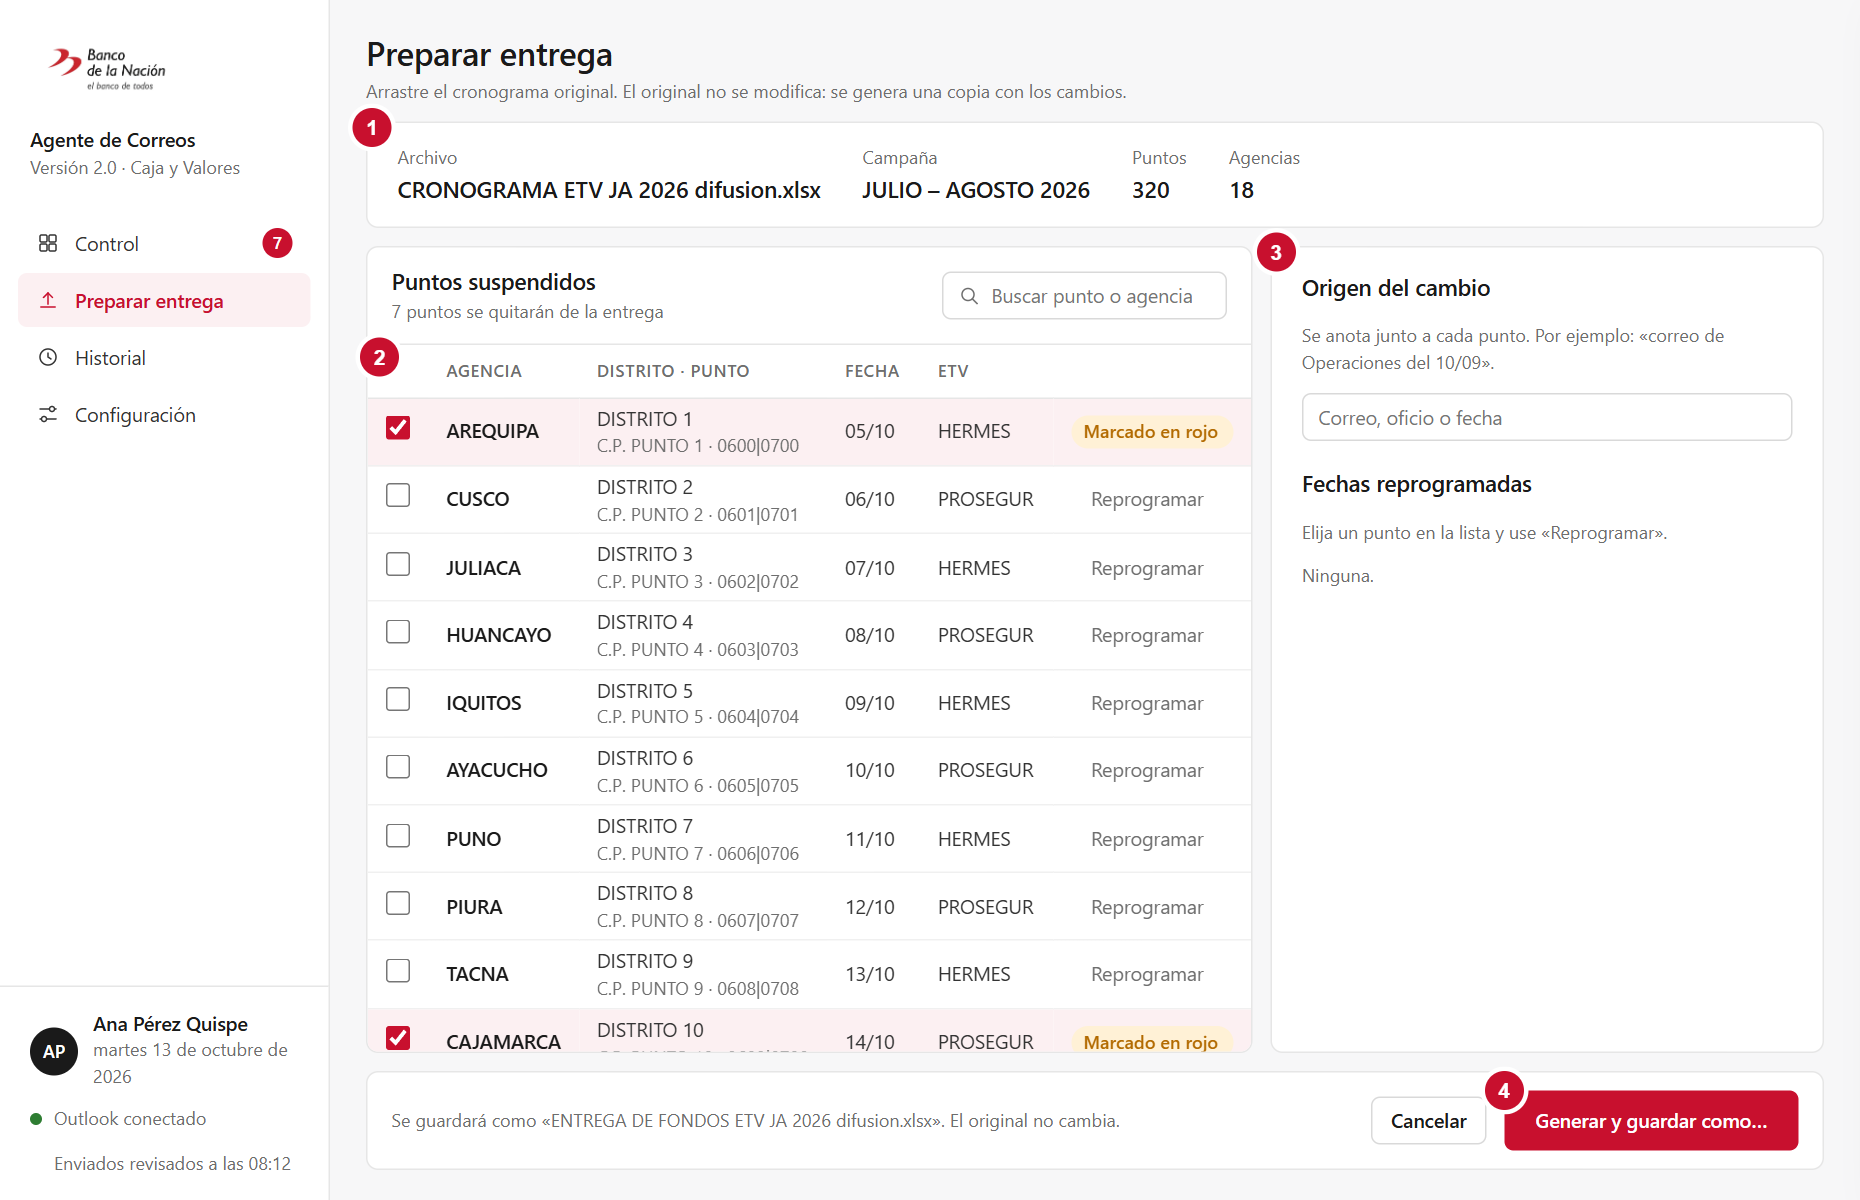 Banco
de la Nación
el banco de todos
Agente de Correos
Versión 2.0 · Caja y Valores
Control
7
Preparar entrega
Historial
Configuración
AP
Ana Pérez Quispe
martes 13 de octubre de
2026
Outlook conectado
Enviados revisados a las 08:12
Preparar entrega
Arrastre el cronograma original. El original no se modifica: se genera una copia con los cambios.
1
Archivo
CRONOGRAMA ETV JA 2026 difusion.xlsx
Campaña
JULIO – AGOSTO 2026
Puntos
320
Agencias
18
Puntos suspendidos
7 puntos se quitarán de la entrega
Buscar punto o agencia
2
AGENCIA DISTRITO · PUNTO FECHA ETV
AREQUIPA DISTRITO 1 05/10 HERMES Marcado en rojo
C.P. PUNTO 1 · 0600|0700
CUSCO DISTRITO 2 06/10 PROSEGUR Reprogramar
C.P. PUNTO 2 · 0601|0701
JULIACA DISTRITO 3 07/10 HERMES Reprogramar
C.P. PUNTO 3 · 0602|0702
HUANCAYO DISTRITO 4 08/10 PROSEGUR Reprogramar
C.P. PUNTO 4 · 0603|0703
IQUITOS DISTRITO 5 09/10 HERMES Reprogramar
C.P. PUNTO 5 · 0604|0704
AYACUCHO DISTRITO 6 10/10 PROSEGUR Reprogramar
C.P. PUNTO 6 · 0605|0705
PUNO DISTRITO 7 11/10 HERMES Reprogramar
C.P. PUNTO 7 · 0606|0706
PIURA DISTRITO 8 12/10 PROSEGUR Reprogramar
C.P. PUNTO 8 · 0607|0707
TACNA DISTRITO 9 13/10 HERMES Reprogramar
C.P. PUNTO 9 · 0608|0708
CAJAMARCA DISTRITO 10 14/10 PROSEGUR Marcado en rojo
3
Origen del cambio
Se anota junto a cada punto. Por ejemplo: «correo de
Operaciones del 10/09».
Correo, oficio o fecha
Fechas reprogramadas
Elija un punto en la lista y use «Reprogramar».
Ninguna.
Se guardará como «ENTREGA DE FONDOS ETV JA 2026 difusion.xlsx». El original no cambia.
Cancelar
4
Generar y guardar como...